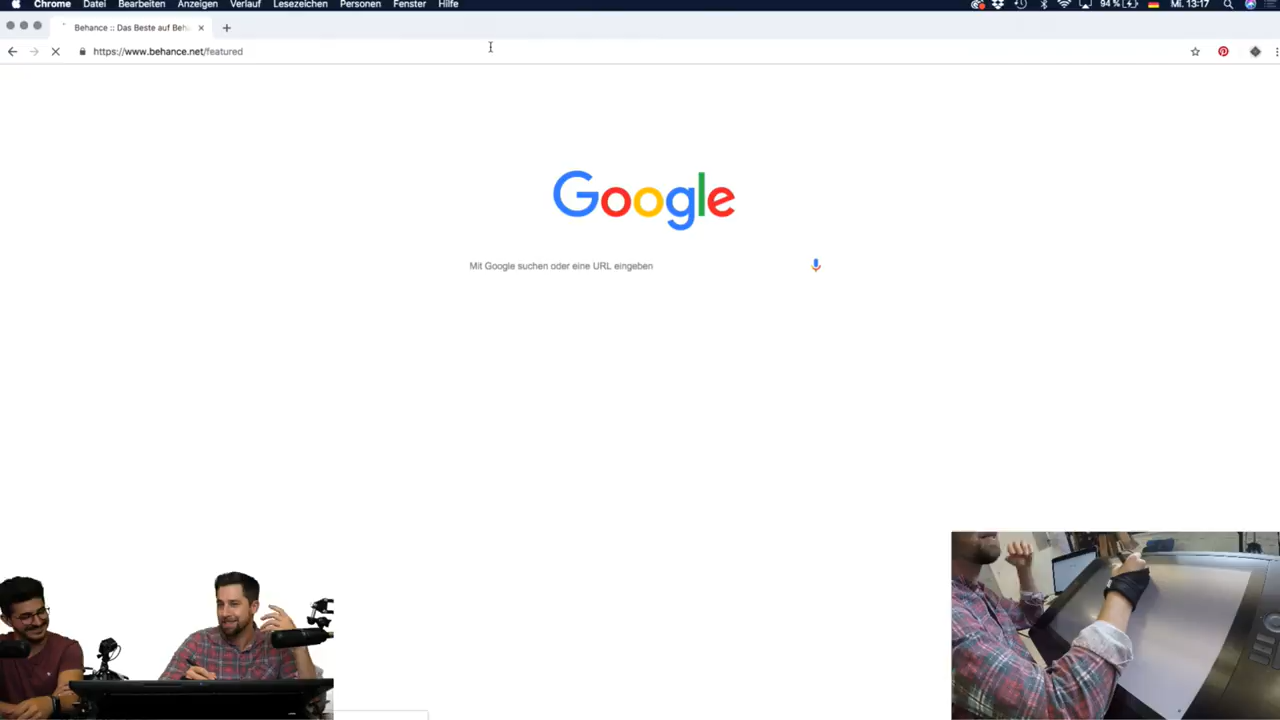 Chrome Datei Bearbeiten Anzeigen Verlauf Lesezeichen Personen Fenster Hilfe 94 % Mi. 13:17
Behance :: Das Beste auf Beh
https://www.behance.net/featured
Google
Mit Google suchen oder eine URL eingeben